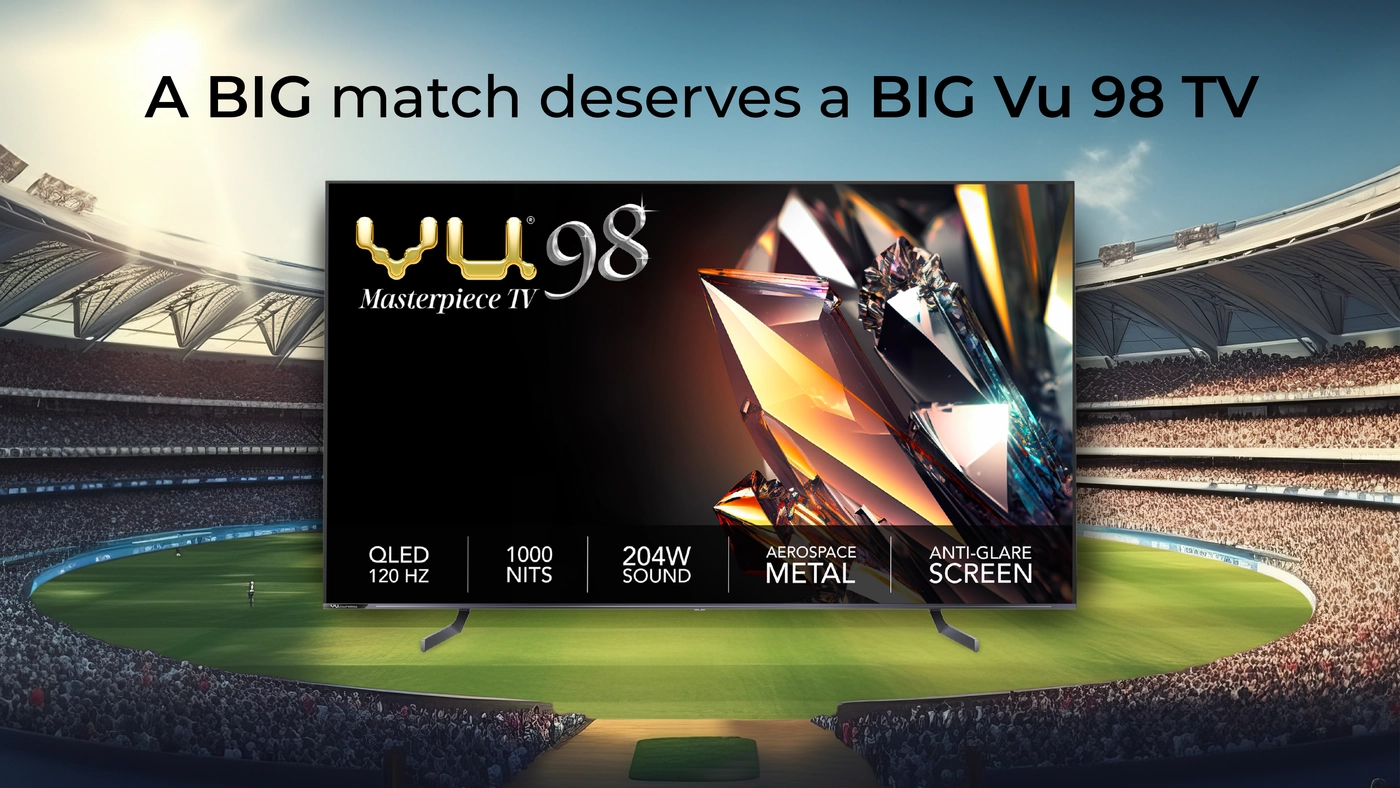 A BIG match deserves a BIG Vu 98 TV
Vu® 98
Masterpiece TV
QLED
120 HZ
1000
NITS
204W
SOUND
AEROSPACE
METAL
ANTI-GLARE
SCREEN